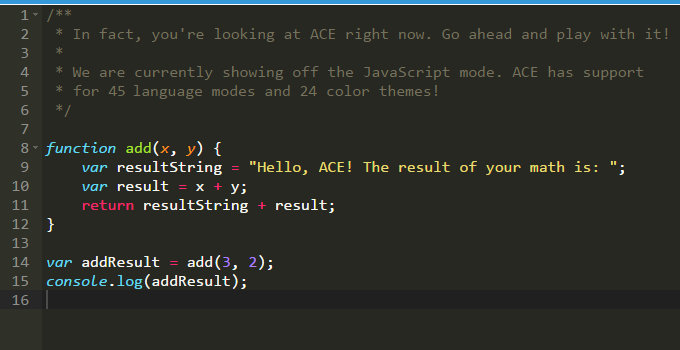 1 /**
2  * In fact, you're looking at ACE right now. Go ahead and play with it!
3  *
4  * We are currently showing off the JavaScript mode. ACE has support
5  * for 45 language modes and 24 color themes!
6  */
7
8 function add(x, y) {
9     var resultString = "Hello, ACE! The result of your math is: ";
10     var result = x + y;
11     return resultString + result;
12 }
13
14 var addResult = add(3, 2);
15 console.log(addResult);
16